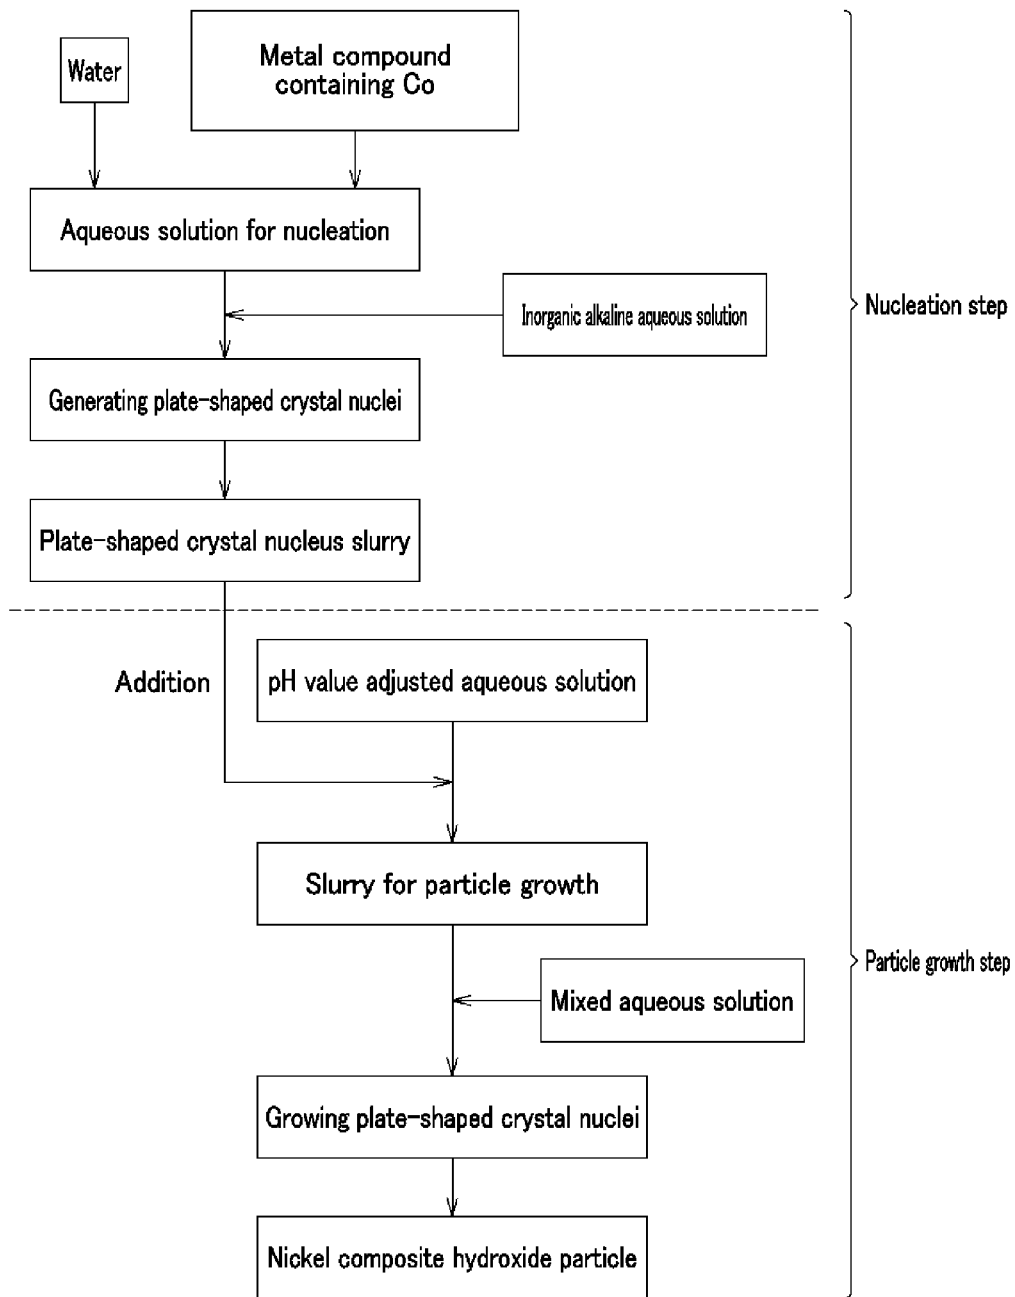 Water
Metal compound
containing Co
Aqueous solution for nucleation
Inorganic alkaline aqueous solution
Nucleation step
Generating plate-shaped crystal nuclei
Plate-shaped crystal nucleus slurry
Addition
pH value adjusted aqueous solution
Slurry for particle growth
Particle growth step
Mixed aqueous solution
Growing plate-shaped crystal nuclei
Nickel composite hydroxide particle